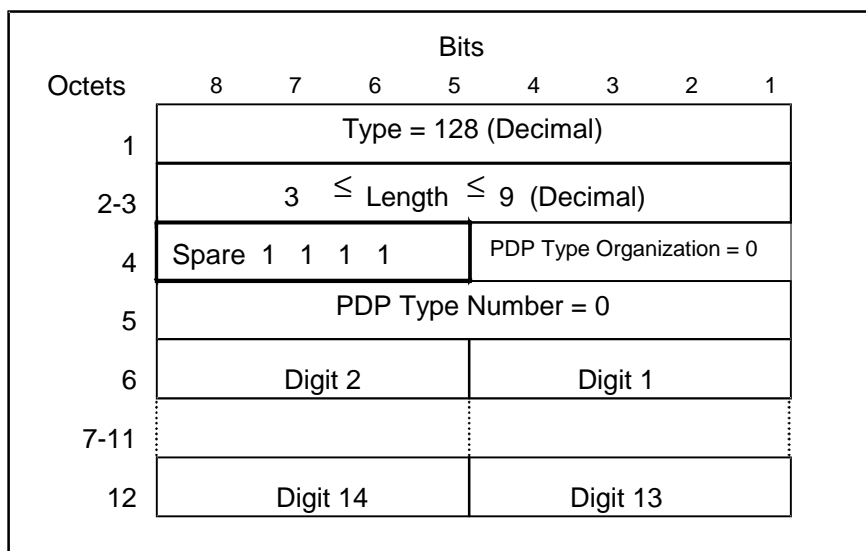 Bits
Octets 8 7 6 5 4 3 2 1
1 Type = 128 (Decimal)
2-3 3 ≤ Length ≤ 9 (Decimal)
4 Spare 1 1 1 1 PDP Type Organization = 0
5 PDP Type Number = 0
6 Digit 2 Digit 1
7-11
12 Digit 14 Digit 13